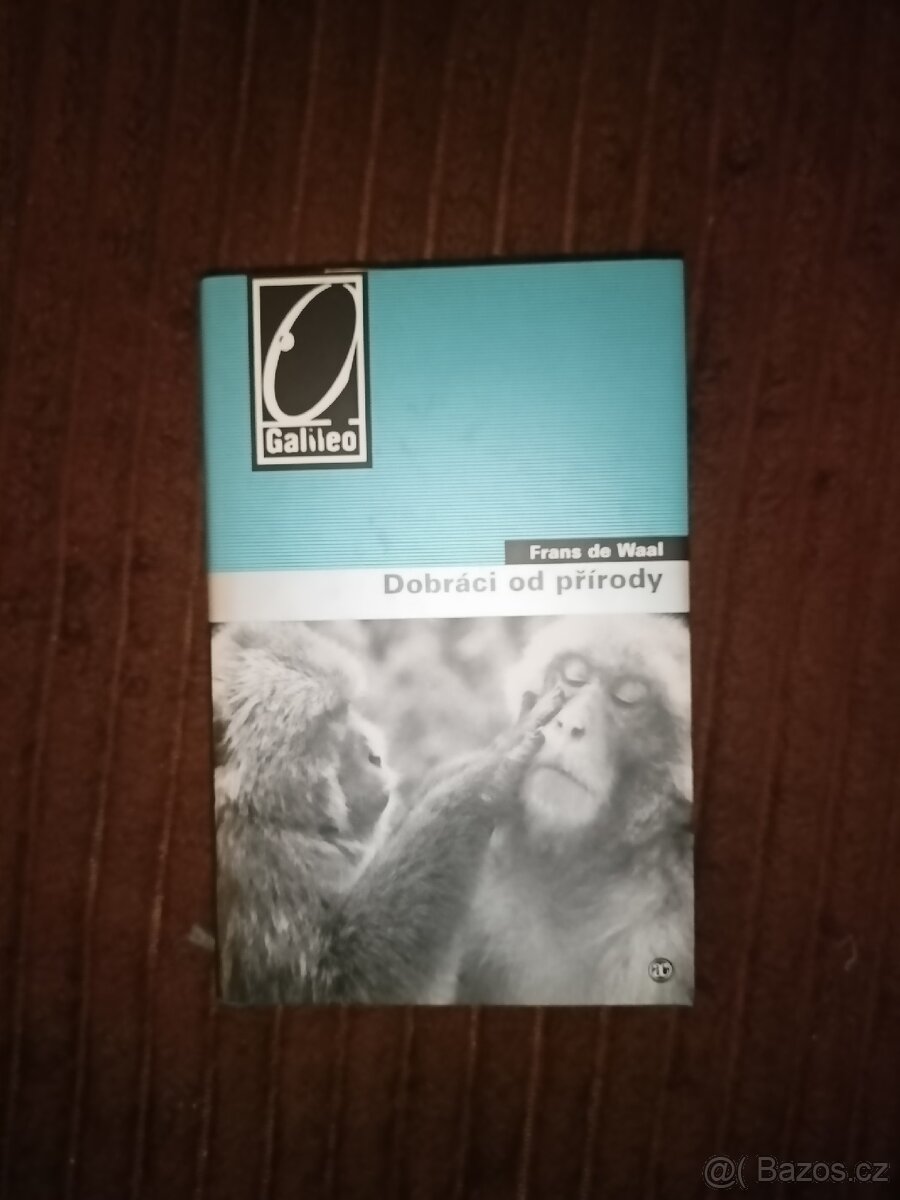 Galileo
Frans de Waal
Dobráci od přírody
@( Bazos.cz